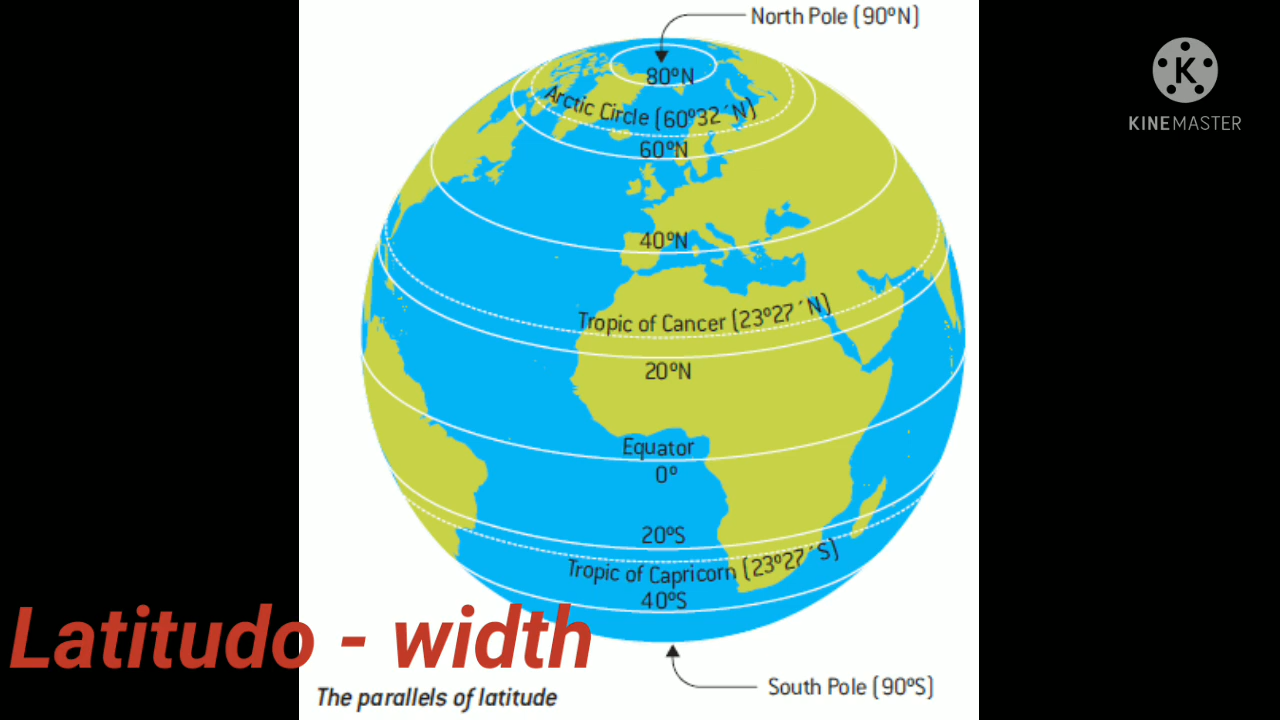 North Pole (90ºN)
KINEMASTER
80ºN
Arctic Circle (60º32´N)
60ºN
40ºN
Tropic of Cancer (23º27´N)
20ºN
Equator
0º
20ºS
Tropic of Capricorn (23º27´S)
40ºS
Latitudo - width
South Pole (90ºS)
The parallels of latitude